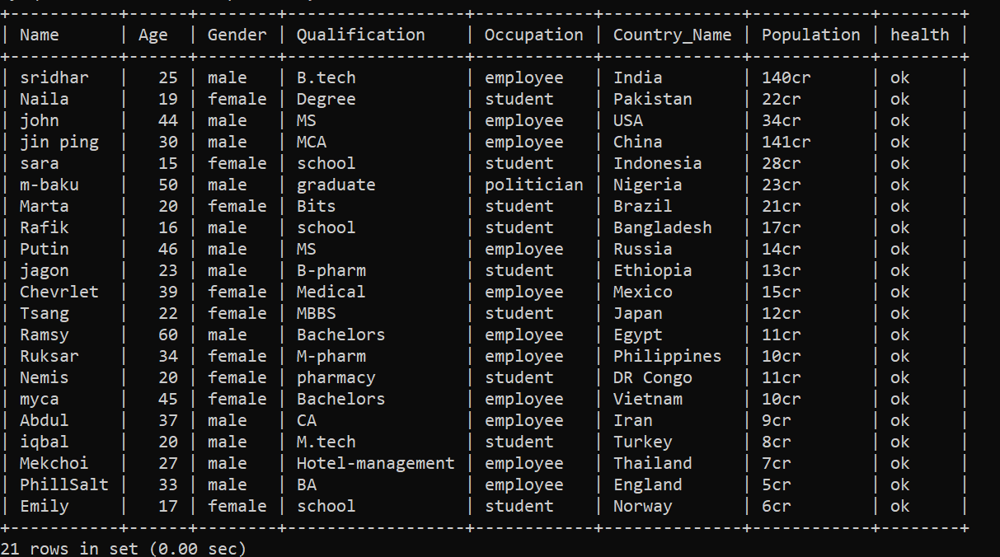 +-----------+------+--------+------------------+------------+--------------+------------+--------+
| Name      | Age  | Gender | Qualification    | Occupation | Country_Name | Population | health |
+-----------+------+--------+------------------+------------+--------------+------------+--------+
| sridhar   |   25 | male   | B.tech           | employee   | India        | 140cr      | ok     |
| Naila     |   19 | female | Degree           | student    | Pakistan     | 22cr       | ok     |
| john      |   44 | male   | MS               | employee   | USA          | 34cr       | ok     |
| jin ping  |   30 | male   | MCA              | employee   | China        | 141cr      | ok     |
| sara      |   15 | female | school           | student    | Indonesia    | 28cr       | ok     |
| m-baku    |   50 | male   | graduate         | politician | Nigeria      | 23cr       | ok     |
| Marta     |   20 | female | Bits             | student    | Brazil       | 21cr       | ok     |
| Rafik     |   16 | male   | school           | student    | Bangladesh   | 17cr       | ok     |
| Putin     |   46 | male   | MS               | employee   | Russia       | 14cr       | ok     |
| jagon     |   23 | male   | B-pharm          | student    | Ethiopia     | 13cr       | ok     |
| Chevrlet  |   39 | female | Medical          | employee   | Mexico       | 15cr       | ok     |
| Tsang     |   22 | female | MBBS             | student    | Japan        | 12cr       | ok     |
| Ramsy     |   60 | male   | Bachelors        | employee   | Egypt        | 11cr       | ok     |
| Ruksar    |   34 | female | M-pharm          | employee   | Philippines  | 10cr       | ok     |
| Nemis     |   20 | female | pharmacy         | student    | DR Congo     | 11cr       | ok     |
| myca      |   45 | female | Bachelors        | employee   | Vietnam      | 10cr       | ok     |
| Abdul     |   37 | male   | CA               | employee   | Iran         | 9cr        | ok     |
| iqbal     |   20 | male   | M.tech           | student    | Turkey       | 8cr        | ok     |
| Mekchoi   |   27 | male   | Hotel-management | employee   | Thailand     | 7cr        | ok     |
| PhillSalt |   33 | male   | BA               | employee   | England      | 5cr        | ok     |
| Emily     |   17 | female | school           | student    | Norway       | 6cr        | ok     |
+-----------+------+--------+------------------+------------+--------------+------------+--------+
21 rows in set (0.00 sec)